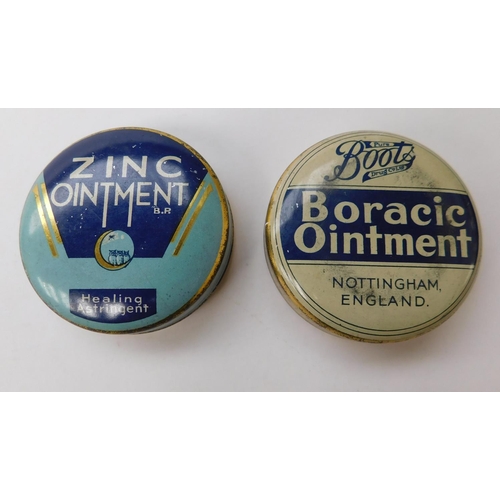 ZINC
OINTMENT
B.P.
Healing
Astringent
Boots
Boracic
Ointment
NOTTINGHAM,
ENGLAND.